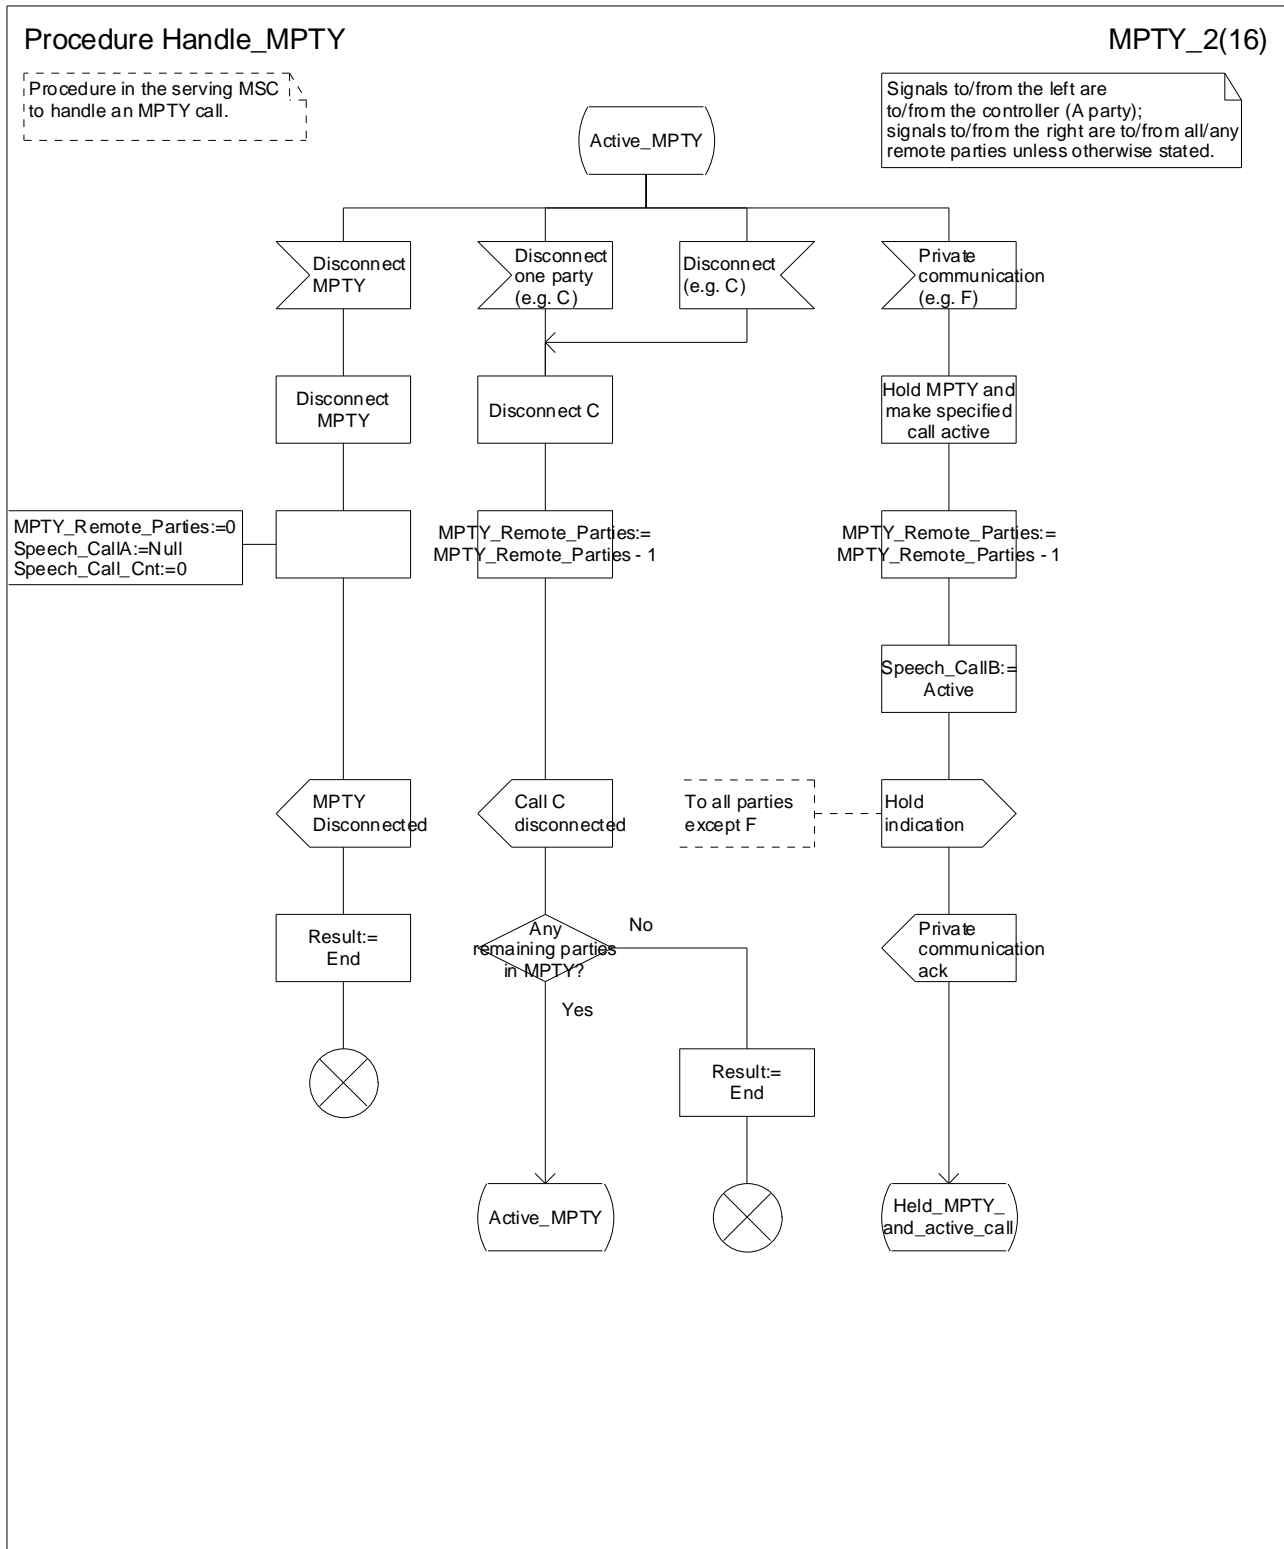 Procedure Handle_MPTY
MPTY_2(16)
Procedure in the serving MSC
to handle an MPTY call.
Signals to/from the left are
to/from the controller (A party);
signals to/from the right are to/from all/any
remote parties unless otherwise stated.
Active_MPTY
Disconnect
MPTY
Disconnect
one party
(e.g. C)
Disconnect
(e.g. C)
Private
communication
(e.g. F)
Disconnect
MPTY
Disconnect C
Hold MPTY and
make specified
call active
MPTY_Remote_Parties:=0
Speech_CallA:=Null
Speech_Call_Cnt:=0
MPTY_Remote_Parties:=
MPTY_Remote_Parties - 1
MPTY_Remote_Parties:=
MPTY_Remote_Parties - 1
Speech_CallB:=
Active
MPTY
Disconnected
Call C
disconnected
To all parties
except F
Hold
indication
Result:=
End
Any
remaining parties
in MPTY?
No
Yes
Private
communication
ack
Result:=
End
Active_MPTY
Held_MPTY_
and_active_call